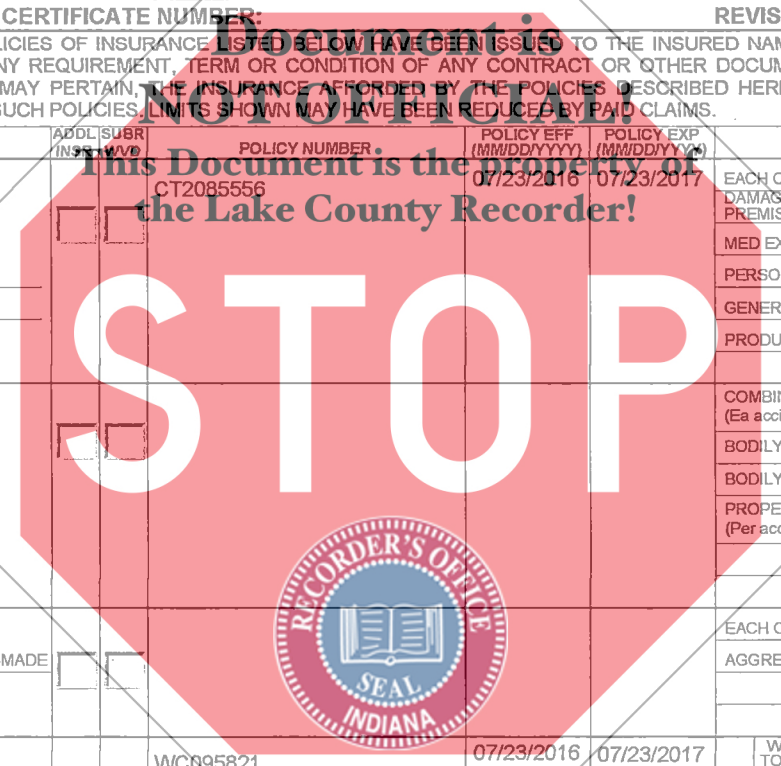 CERTIFICATE NUMBER: REVIS
LICIES OF INSURANCE LISTED BELOW HAVE BEEN ISSUED TO THE INSURED NAM
NY REQUIREMENT, TERM OR CONDITION OF ANY CONTRACT OR OTHER DOCUM
MAY PERTAIN, THE INSURANCE AFFORDED BY THE POLICIES DESCRIBED HERE
SUCH POLICIES. LIMITS SHOWN MAY HAVE BEEN REDUCED BY PAID CLAIMS.
Document is
NOT OFFICIAL!
This Document is the property of
the Lake County Recorder!
ADDL SUBR
INSR WVD POLICY NUMBER POLICY EFF (MM/DD/YYYY) POLICY EXP (MM/DD/YYYY)
CT2085556 07/23/2016 07/23/2017 EACH O
DAMAG
PREMIS
MED EX
PERSO
GENER
PRODU
STOP
COMBIN
(Ea acci
BODILY
BODILY
PROPE
(Per acc
RECORDER'S OFFICE
SEAL
INDIANA
EACH O
MADE AGGRE
WC095821 07/23/2016 07/23/2017 W
TO